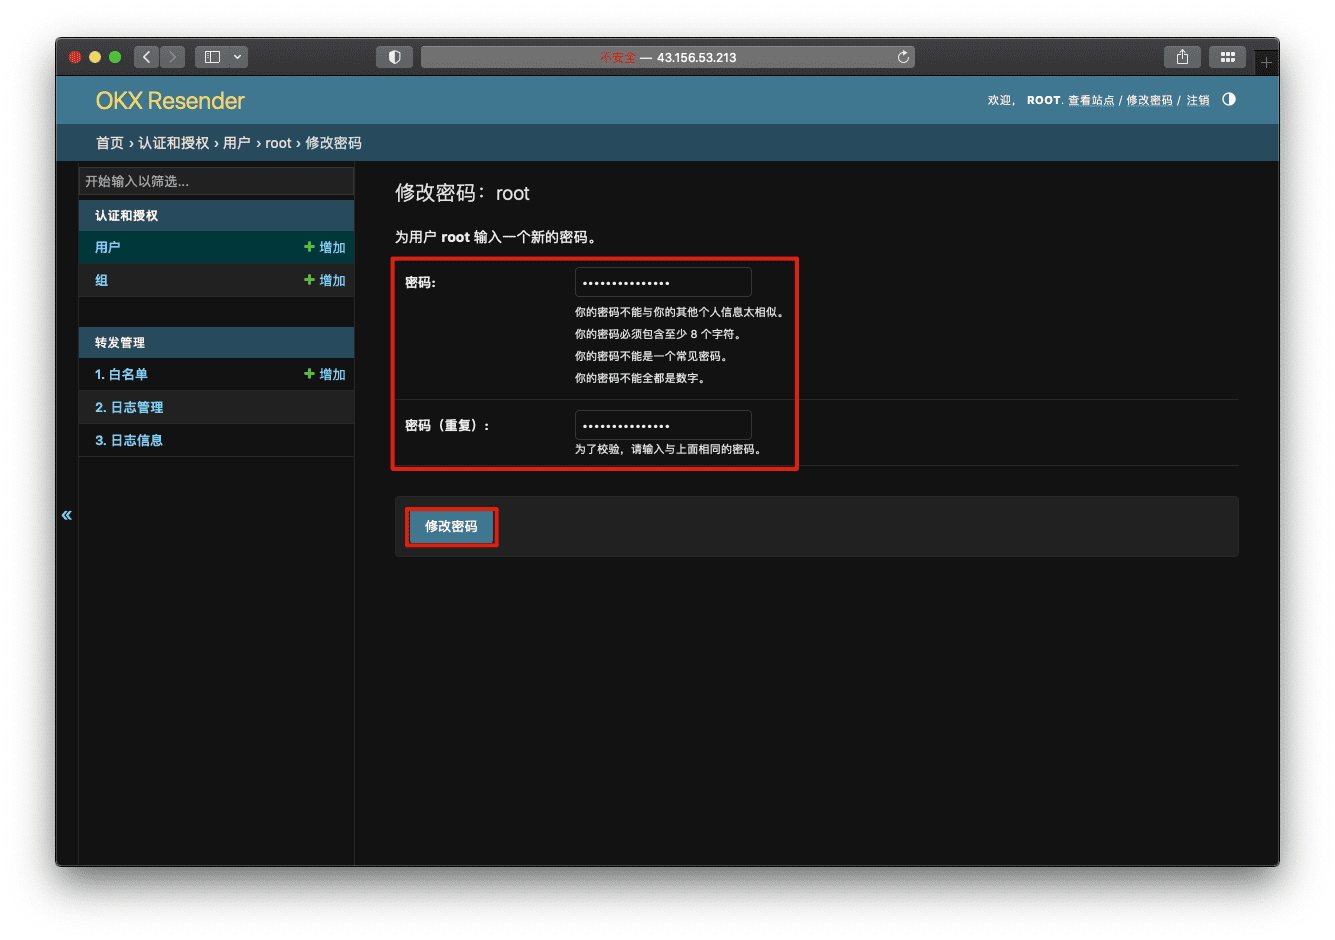 不安全 — 43.156.53.213
OKX Resender
欢迎， ROOT. 查看站点 / 修改密码 / 注销
首页 › 认证和授权 › 用户 › root › 修改密码
开始输入以筛选...
认证和授权
用户 增加
组 增加
转发管理
1. 白名单 增加
2. 日志管理
3. 日志信息
修改密码：root
为用户 root 输入一个新的密码。
密码:
你的密码不能与你的其他个人信息太相似。
你的密码必须包含至少 8 个字符。
你的密码不能是一个常见密码。
你的密码不能全都是数字。
密码（重复）:
为了校验，请输入与上面相同的密码。
修改密码